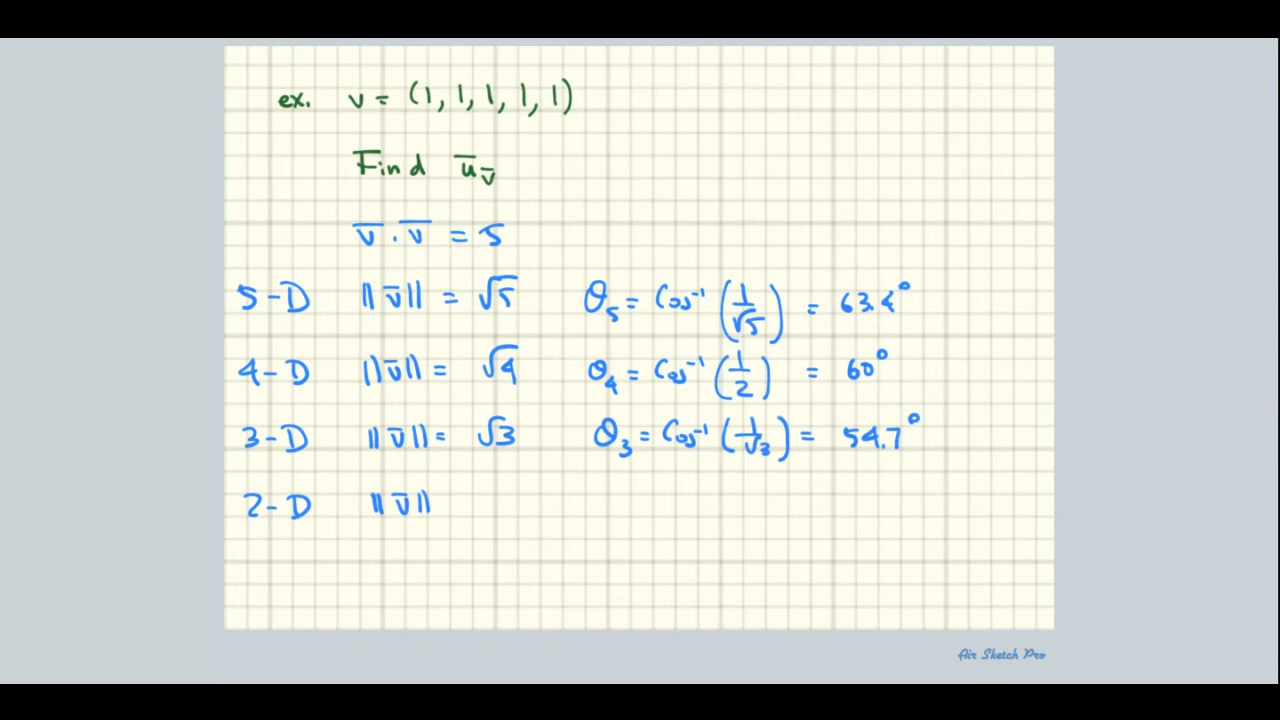 ex. v = (1, 1, 1, 1, 1)
Find u̅_v̅
v̅ . v̅ = 5
5-D ||v̅|| = √5 θ₅ = Cos⁻¹ (1/√5) = 63.4°
4-D ||v̅|| = √4 θ₄ = Cos⁻¹ (1/2) = 60°
3-D ||v̅|| = √3 θ₃ = Cos⁻¹ (1/√3) = 54.7°
2-D ||v̅||
Air Sketch Pro